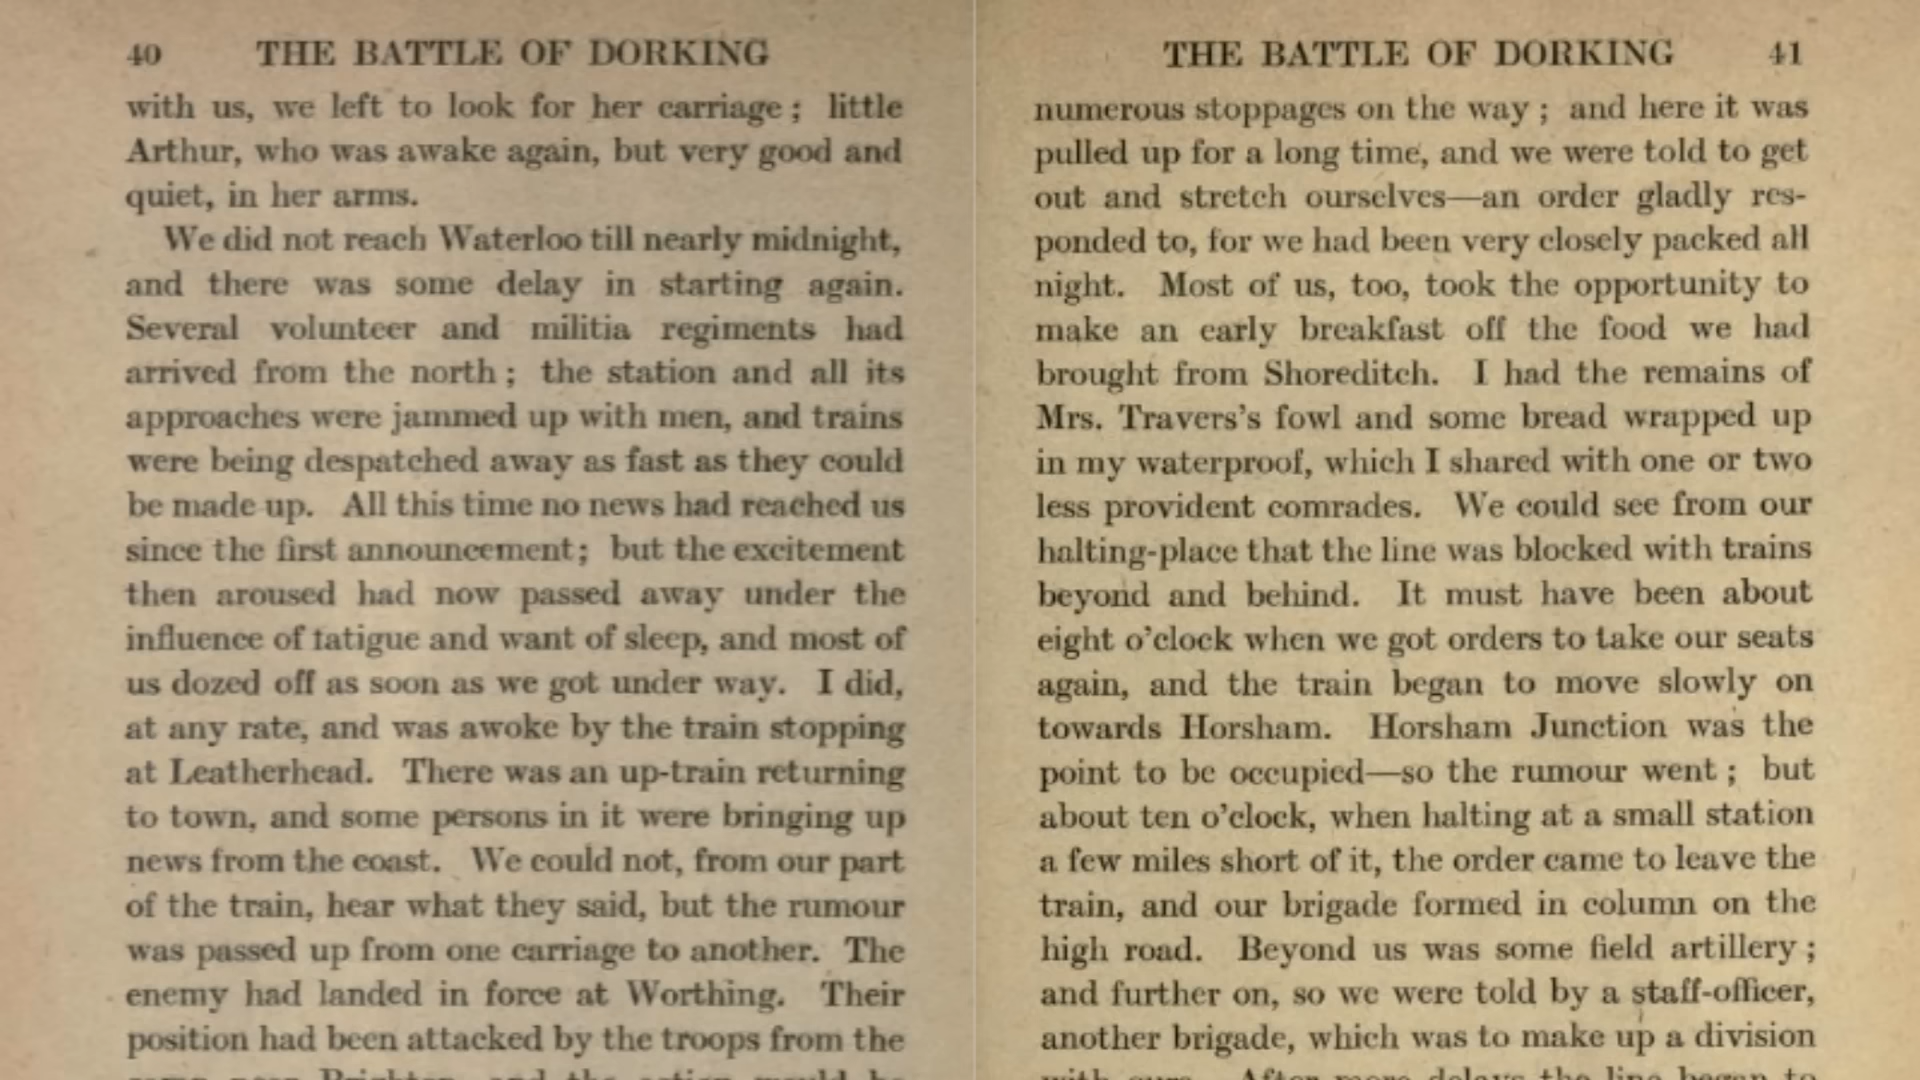 40 THE BATTLE OF DORKING
with us, we left to look for her carriage; little
Arthur, who was awake again, but very good and
quiet, in her arms.
We did not reach Waterloo till nearly midnight,
and there was some delay in starting again.
Several volunteer and militia regiments had
arrived from the north; the station and all its
approaches were jammed up with men, and trains
were being despatched away as fast as they could
be made up. All this time no news had reached us
since the first announcement; but the excitement
then aroused had now passed away under the
influence of fatigue and want of sleep, and most of
us dozed off as soon as we got under way. I did,
at any rate, and was awoke by the train stopping
at Leatherhead. There was an up-train returning
to town, and some persons in it were bringing up
news from the coast. We could not, from our part
of the train, hear what they said, but the rumour
was passed up from one carriage to another. The
enemy had landed in force at Worthing. Their
position had been attacked by the troops from the
camp near Brighton, and the action would be
THE BATTLE OF DORKING 41
numerous stoppages on the way; and here it was
pulled up for a long time, and we were told to get
out and stretch ourselves—an order gladly res-
ponded to, for we had been very closely packed all
night. Most of us, too, took the opportunity to
make an early breakfast off the food we had
brought from Shoreditch. I had the remains of
Mrs. Travers's fowl and some bread wrapped up
in my waterproof, which I shared with one or two
less provident comrades. We could see from our
halting-place that the line was blocked with trains
beyond and behind. It must have been about
eight o'clock when we got orders to take our seats
again, and the train began to move slowly on
towards Horsham. Horsham Junction was the
point to be occupied—so the rumour went; but
about ten o'clock, when halting at a small station
a few miles short of it, the order came to leave the
train, and our brigade formed in column on the
high road. Beyond us was some field artillery;
and further on, so we were told by a staff-officer,
another brigade, which was to make up a division
with ours. After more delays the line began to